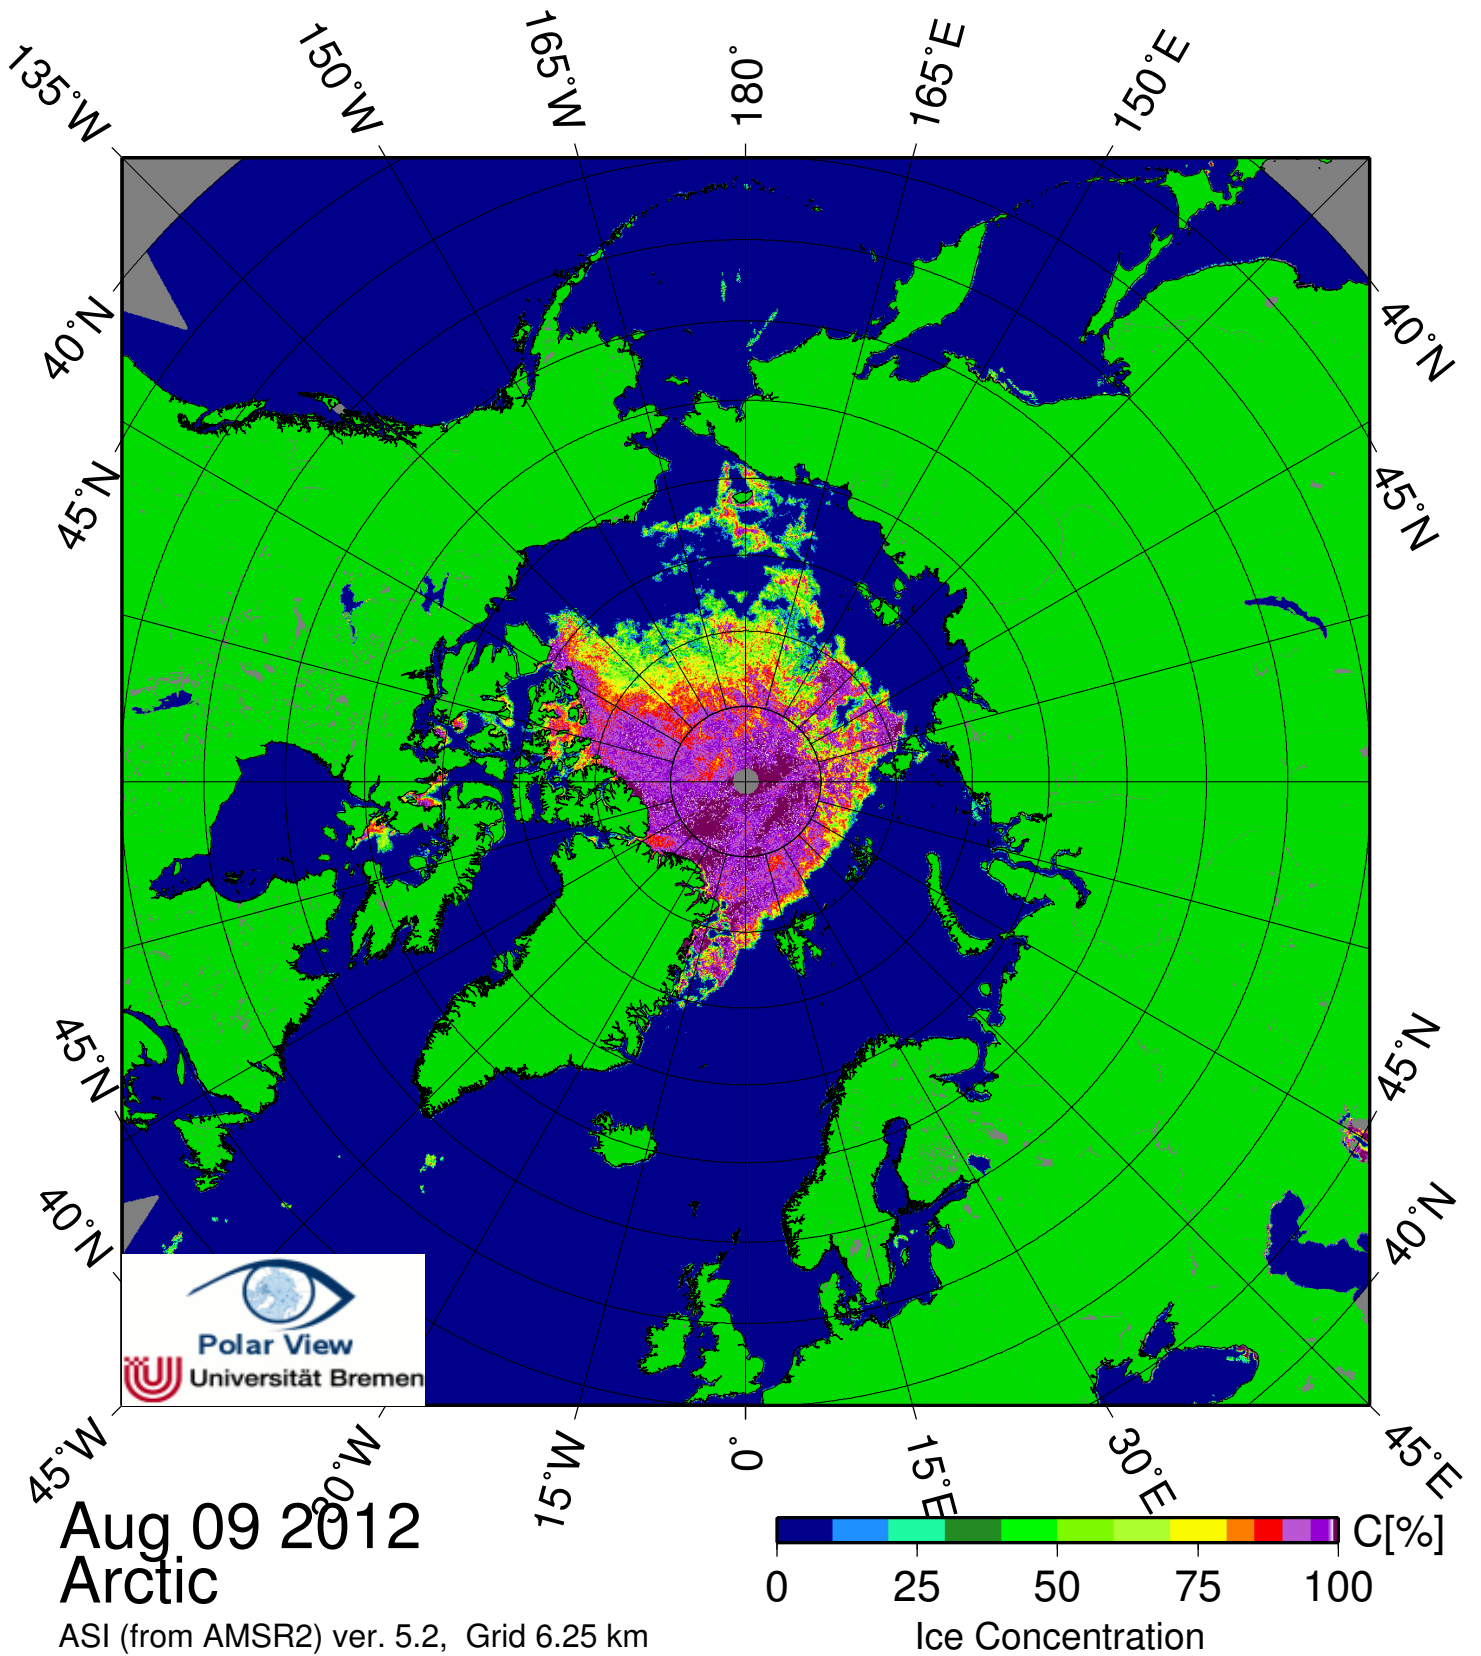 135°W
150°W
165°W
180°
165°E
150°E
40°N
40°N
45°N
45°N
45°N
45°N
40°N
40°N
Polar View
Universität Bremen
45°W
30°W
15°W
0°
15°E
30°E
45°E
Aug 09 2012
Arctic
ASI (from AMSR2) ver. 5.2, Grid 6.25 km
C[%]
0 25 50 75 100
Ice Concentration